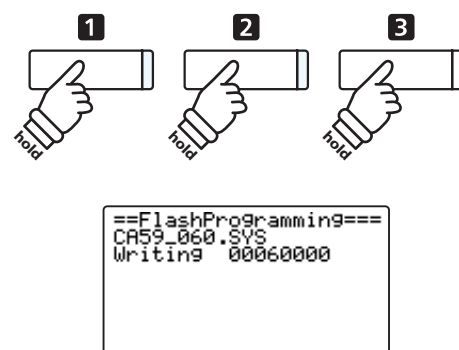 1 2 3
hold hold hold
==FlashProgramming===
CA59_060.SYS
Writing 00060000